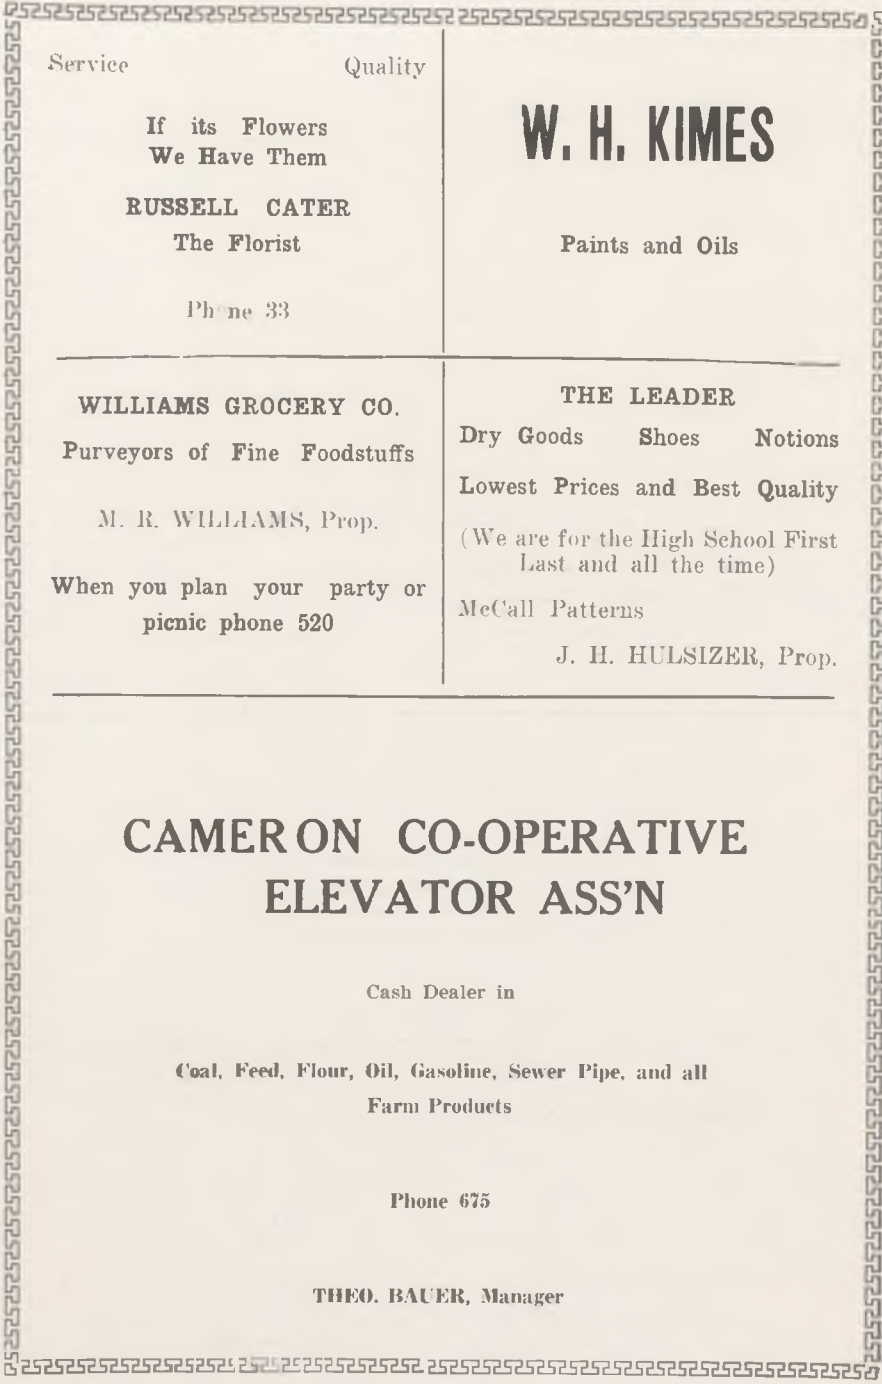 Service Quality
If its Flowers
We Have Them
RUSSELL CATER
The Florist
Ph ne 33
W. H. KIMES
Paints and Oils
WILLIAMS GROCERY CO.
Purveyors of Fine Foodstuffs
M. R. WILLIAMS, Prop.
When you plan your party or
picnic phone 520
THE LEADER
Dry Goods Shoes Notions
Lowest Prices and Best Quality
(We are for the High School First
Last and all the time)
McCall Patterns
J. H. HULSIZER, Prop.
CAMERON CO-OPERATIVE
ELEVATOR ASS'N
Cash Dealer in
Coal, Feed, Flour, Oil, Gasoline, Sewer Pipe, and all
Farm Products
Phone 675
THEO. BAUER, Manager